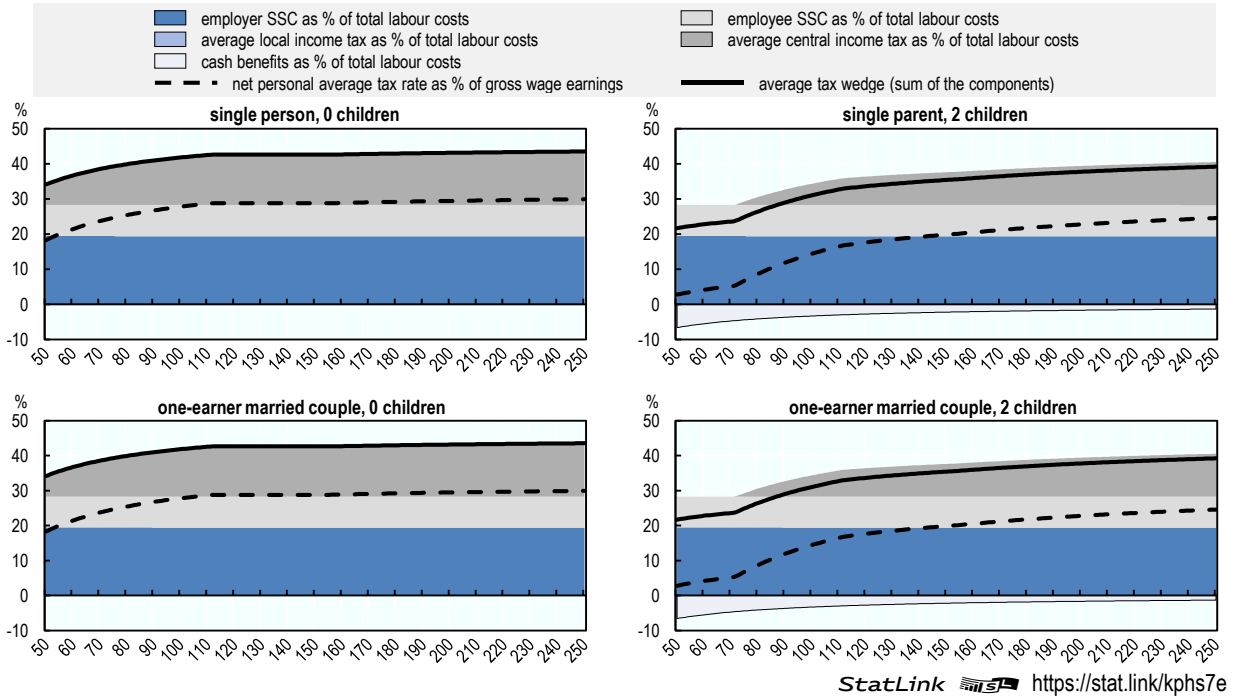 employer SSC as % of total labour costs
employee SSC as % of total labour costs
average local income tax as % of total labour costs
average central income tax as % of total labour costs
cash benefits as % of total labour costs
net personal average tax rate as % of gross wage earnings
average tax wedge (sum of the components)
%
single person, 0 children
50
40
30
20
10
0
-10
50 60 70 80 90 100 110 120 130 140 150 160 170 180 190 200 210 220 230 240 250
%
single parent, 2 children
50
40
30
20
10
0
-10
50 60 70 80 90 100 110 120 130 140 150 160 170 180 190 200 210 220 230 240 250
%
one-earner married couple, 0 children
50
40
30
20
10
0
-10
50 60 70 80 90 100 110 120 130 140 150 160 170 180 190 200 210 220 230 240 250
%
one-earner married couple, 2 children
50
40
30
20
10
0
-10
50 60 70 80 90 100 110 120 130 140 150 160 170 180 190 200 210 220 230 240 250
StatLink https://stat.link/kphs7e